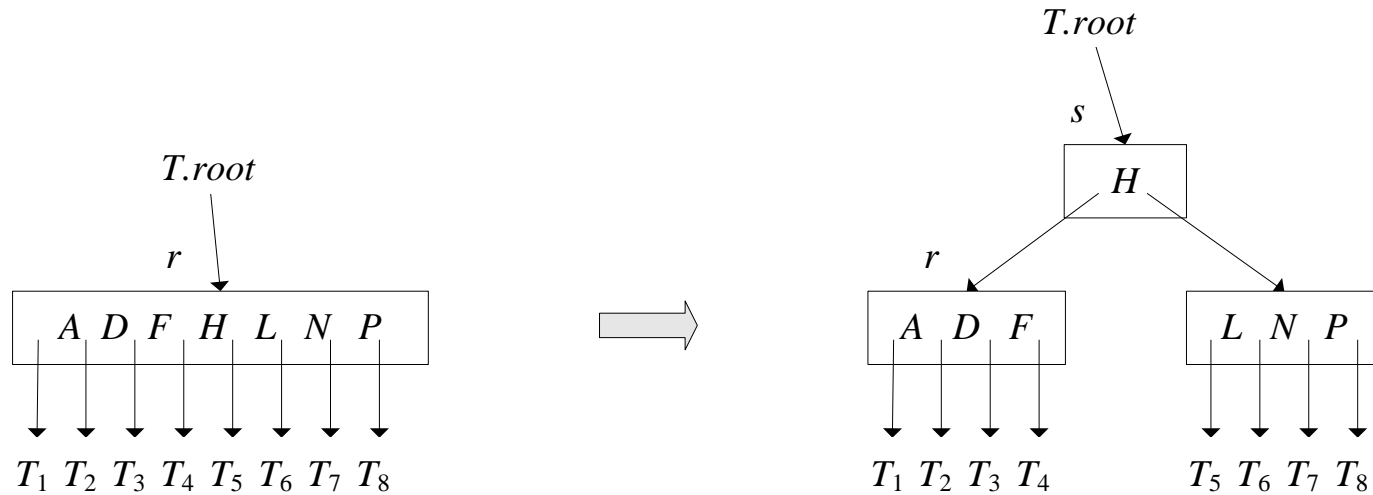 T.root
r
A D F H L N P
T1 T2 T3 T4 T5 T6 T7 T8
T.root
s
H
r
A D F
L N P
T1 T2 T3 T4
T5 T6 T7 T8